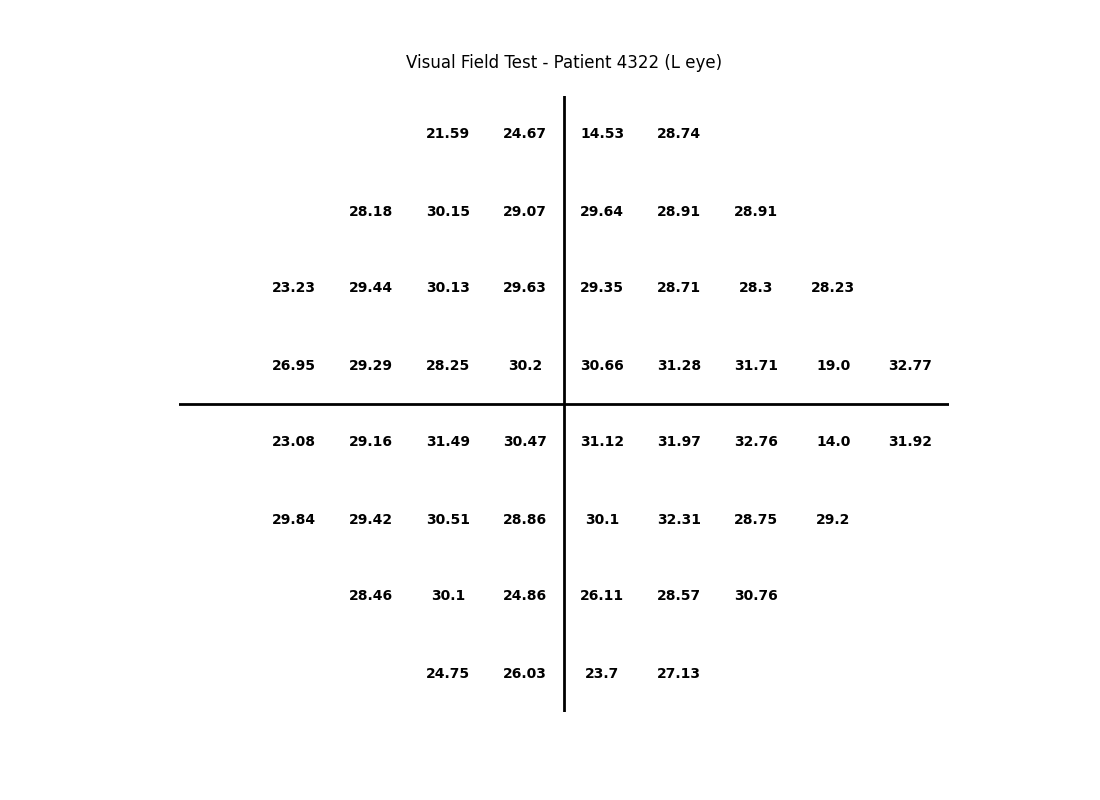 Visual Field Test - Patient 4322 (L eye)
21.59 24.67 14.53 28.74
28.18 30.15 29.07 29.64 28.91 28.91
23.23 29.44 30.13 29.63 29.35 28.71 28.3 28.23
26.95 29.29 28.25 30.2 30.66 31.28 31.71 19.0 32.77
23.08 29.16 31.49 30.47 31.12 31.97 32.76 14.0 31.92
29.84 29.42 30.51 28.86 30.1 32.31 28.75 29.2
28.46 30.1 24.86 26.11 28.57 30.76
24.75 26.03 23.7 27.13